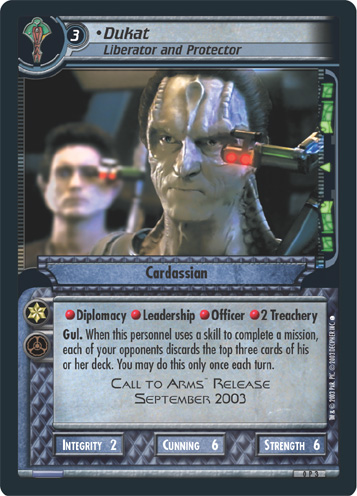 3
•Dukat
Liberator and Protector
Cardassian
Diplomacy Leadership Officer 2 Treachery
Gul. When this personnel uses a skill to complete a mission,
each of your opponents discards the top three cards of his
or her deck. You may do this only once each turn.
CALL TO ARMS™ RELEASE
SEPTEMBER 2003
INTEGRITY 2
CUNNING 6
STRENGTH 6
0 P 3